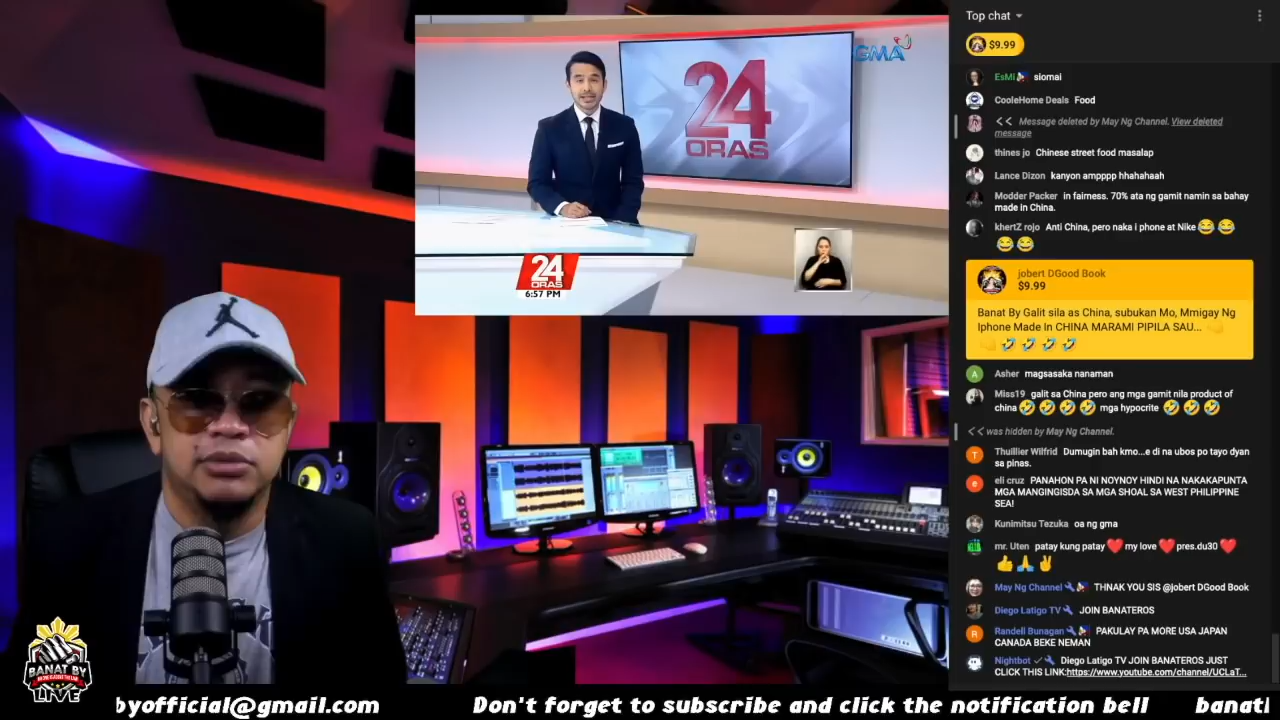 GMA
24
ORAS
24
ORAS
6:57 PM
Top chat
$9.99
EsMi siomai
CooleHome Deals Food
<< Message deleted by May Ng Channel. View deleted
message
thines jo Chinese street food masalap
Lance Dizon kanyon ampppp hhahahaah
Modder Packer in fairness. 70% ata ng gamit namin sa bahay
made in China.
khertZ rojo Anti China, pero naka i phone at Nike 😂 😂
😂 😂
jobert DGood Book
$9.99
Banat By Galit sila as China, subukan Mo, Mmigay Ng
Iphone Made In CHINA MARAMI PIPILA SAU...
🤣 🤣 🤣 🤣
A Asher magsasaka nanaman
Miss19 galit sa China pero ang mga gamit nila product of
china 🤣 🤣 🤣 🤣 mga hypocrite 🤣 🤣 🤣
<< was hidden by May Ng Channel.
T Thuillier Wilfrid Dumugin bah kmo...e di na ubos po tayo dyan
sa pinas.
e eli cruz PANAHON PA NI NOYNOY HINDI NA NAKAKAPUNTA
MGA MANGINGISDA SA MGA SHOAL SA WEST PHILIPPINE
SEA!
Kunimitsu Tezuka oa ng gma
mr. Uten patay kung patay ❤️ my love ❤️ pres.du30 ❤️
👍 🙏 ✌️
May Ng Channel THNAK YOU SIS @jobert DGood Book
Diego Latigo TV JOIN BANATEROS
R Randell Bunagan PAKULAY PA MORE USA JAPAN
CANADA BEKE NEMAN
Nightbot ✓ Diego Latigo TV JOIN BANATEROS JUST
CLICK THIS LINK:https://www.youtube.com/channel/UCLaT...
BANAT BY
LIVE
byofficial@gmail.com Don't forget to subscribe and click the notification bell